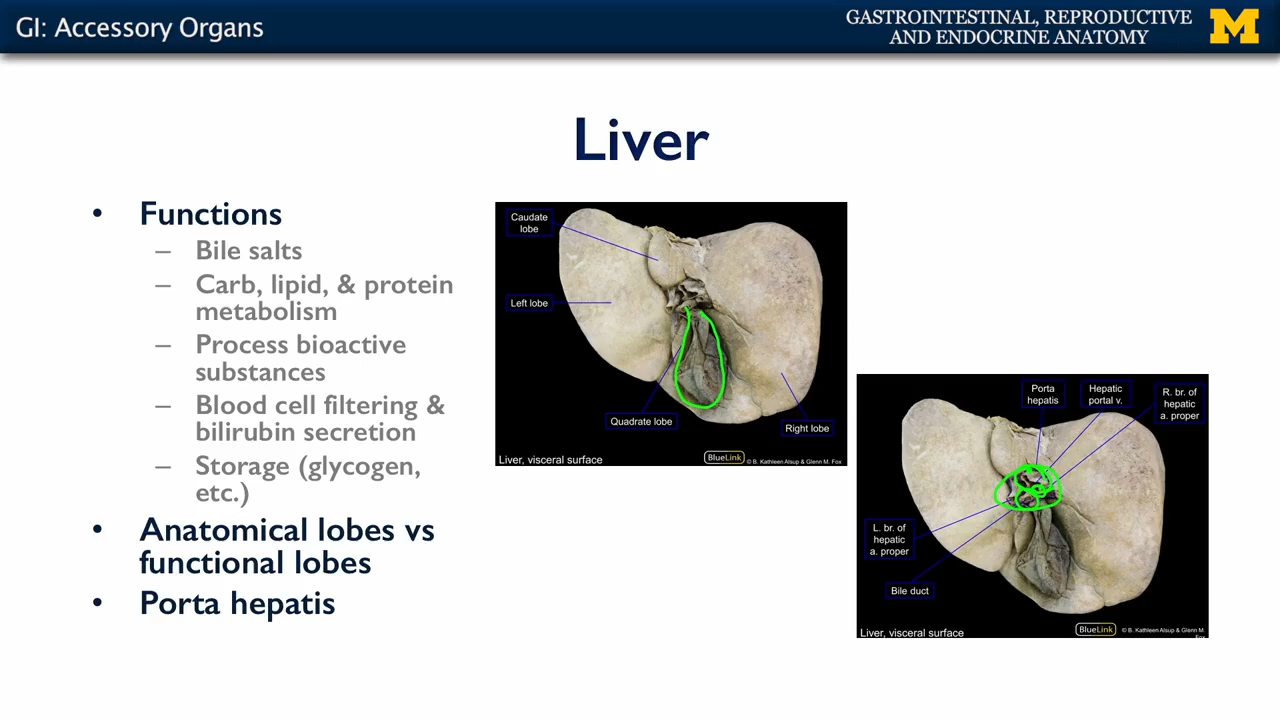 GI: Accessory Organs
GASTROINTESTINAL, REPRODUCTIVE
AND ENDOCRINE ANATOMY
M
Liver
• Functions
– Bile salts
– Carb, lipid, & protein
metabolism
– Process bioactive
substances
– Blood cell filtering &
bilirubin secretion
– Storage (glycogen,
etc.)
• Anatomical lobes vs
functional lobes
• Porta hepatis
Caudate
lobe
Left lobe
Quadrate lobe
Right lobe
Liver, visceral surface
BlueLink
© B. Kathleen Alsup & Glenn M. Fox
Porta
hepatis
Hepatic
portal v.
R. br. of
hepatic
a. proper
L. br. of
hepatic
a. proper
Bile duct
Liver, visceral surface
BlueLink
© B. Kathleen Alsup & Glenn M.
Fox